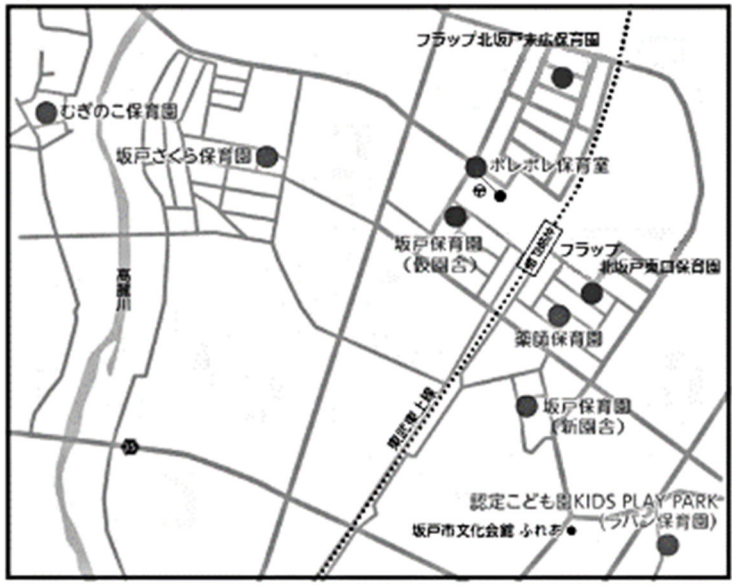 フラップ北坂戸末広保育園
むぎのこ保育園
坂戸さくら保育園
ポレポレ保育室
坂戸保育園
(仮園舎)
北坂戸駅
フラップ
北坂戸東口保育園
高麗川
薬師保育園
東武東上線
坂戸保育園
(新園舎)
認定こども園KIDS PLAY PARK
(ラパン保育園)
坂戸市文化会館 ふれあ